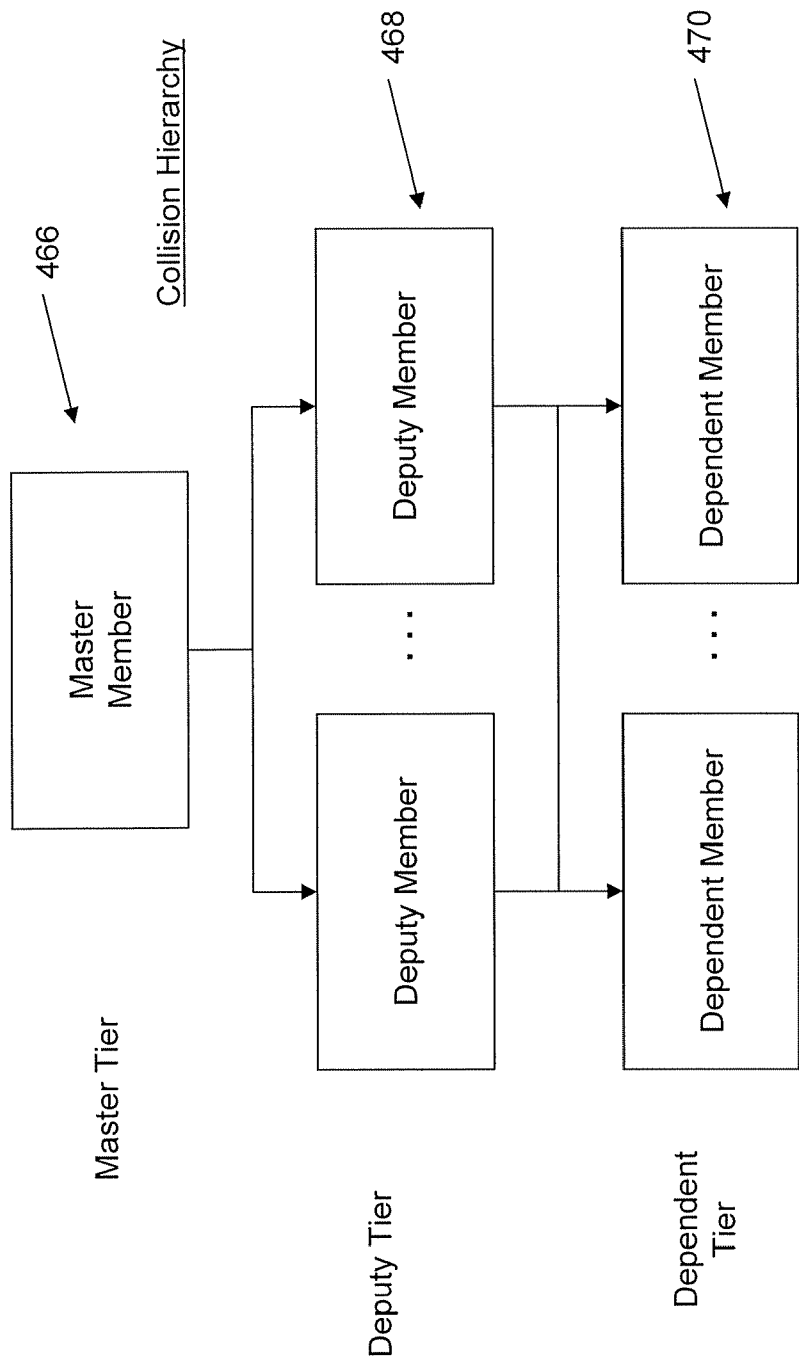 Collision Hierarchy
Master Tier
Master
Member
466
Deputy Tier
Deputy Member
. . .
Deputy Member
468
Dependent
Tier
Dependent Member
. . .
Dependent Member
470